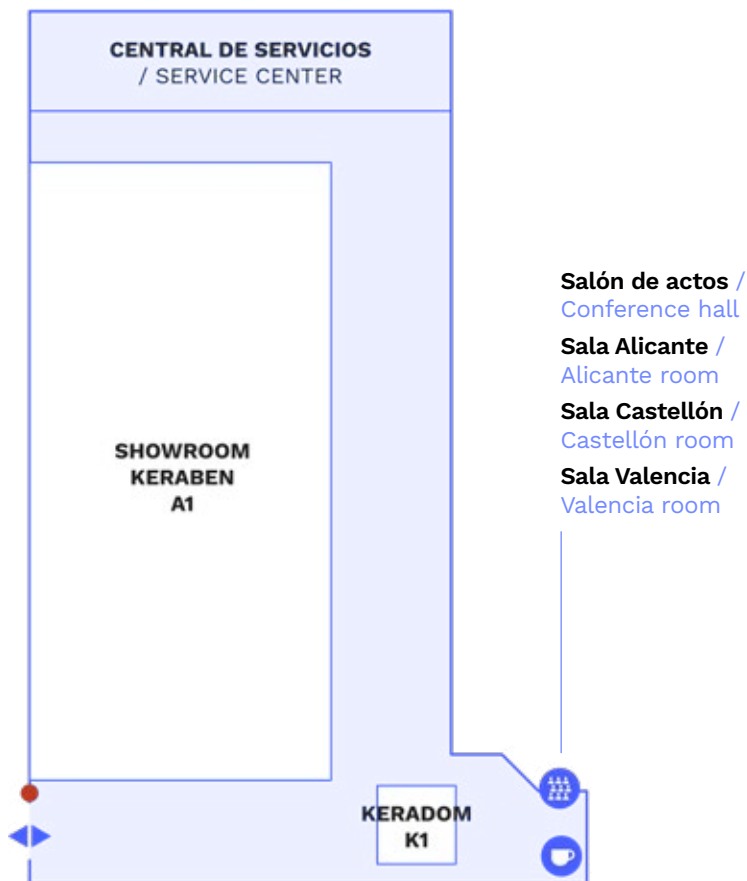 CENTRAL DE SERVICIOS
/ SERVICE CENTER
SHOWROOM
KERABEN
A1
Salón de actos /
Conference hall
Sala Alicante /
Alicante room
Sala Castellón /
Castellón room
Sala Valencia /
Valencia room
KERADOM
K1